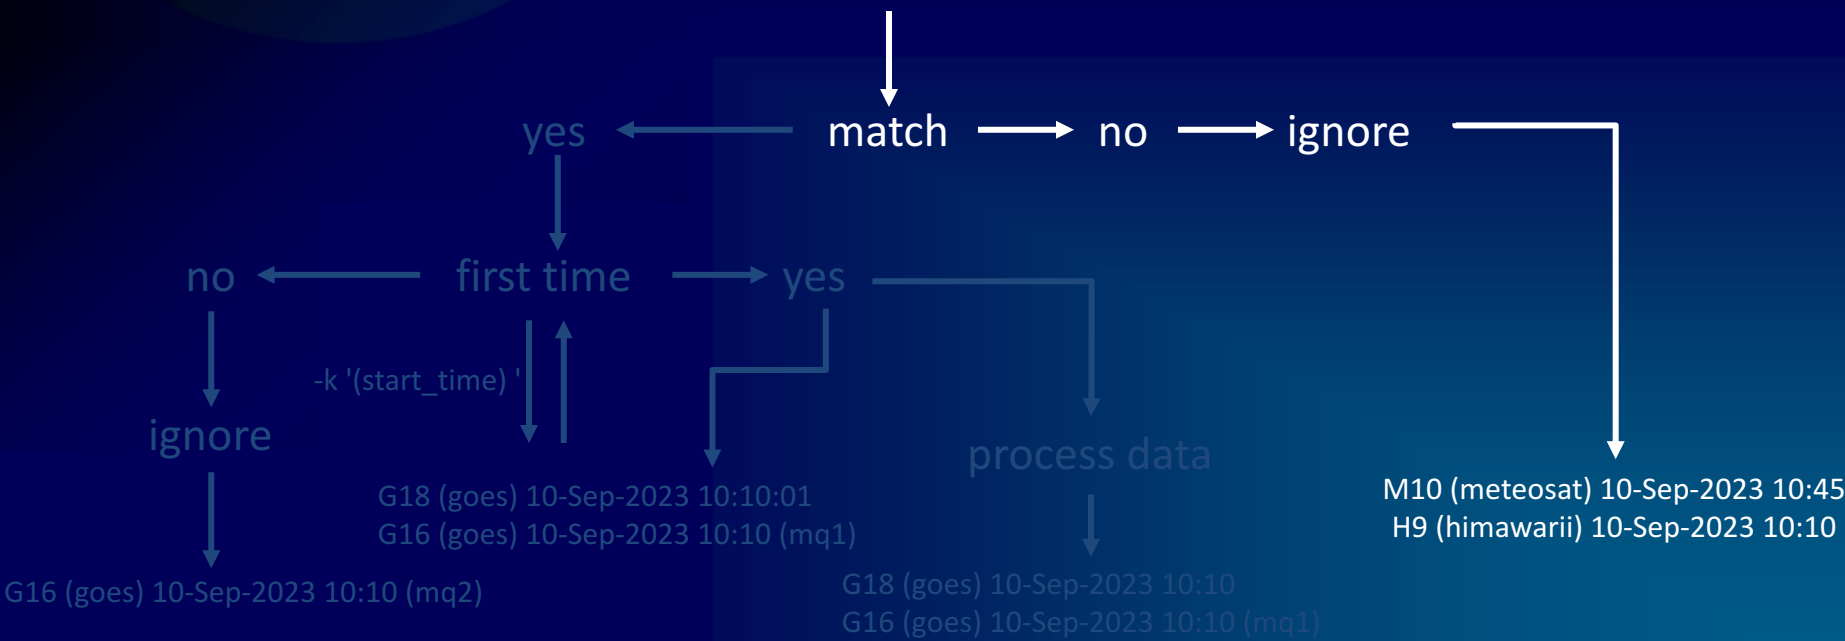 yes
match
no
ignore
no
first time
yes
-k '(start_time) '
ignore
process data
G18 (goes) 10-Sep-2023 10:10:01
G16 (goes) 10-Sep-2023 10:10 (mq1)
M10 (meteosat) 10-Sep-2023 10:45
H9 (himawarii) 10-Sep-2023 10:10
G16 (goes) 10-Sep-2023 10:10 (mq2)
G18 (goes) 10-Sep-2023 10:10
G16 (goes) 10-Sep-2023 10:10 (mq1)